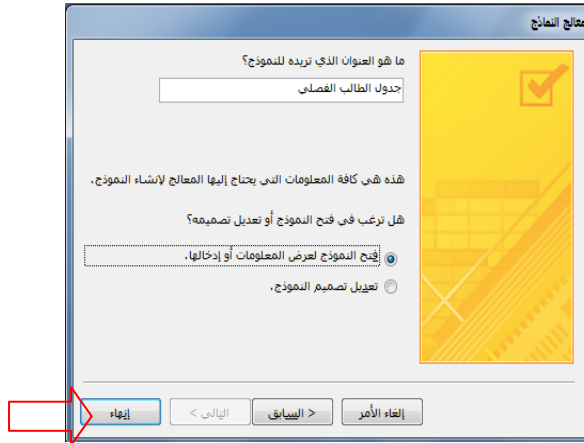 معالج النماذج
ما هو العنوان الذي تريده للنموذج؟
جدول الطالب الفصلي
هذه هي كافة المعلومات التي يحتاج إليها المعالج لإنشاء النموذج.
هل ترغب في فتح النموذج أو تعديل تصميمه؟
فتح النموذج لعرض المعلومات أو إدخالها.
تعديل تصميم النموذج.
إلغاء الأمر
< السابق
التالي >
إنهاء